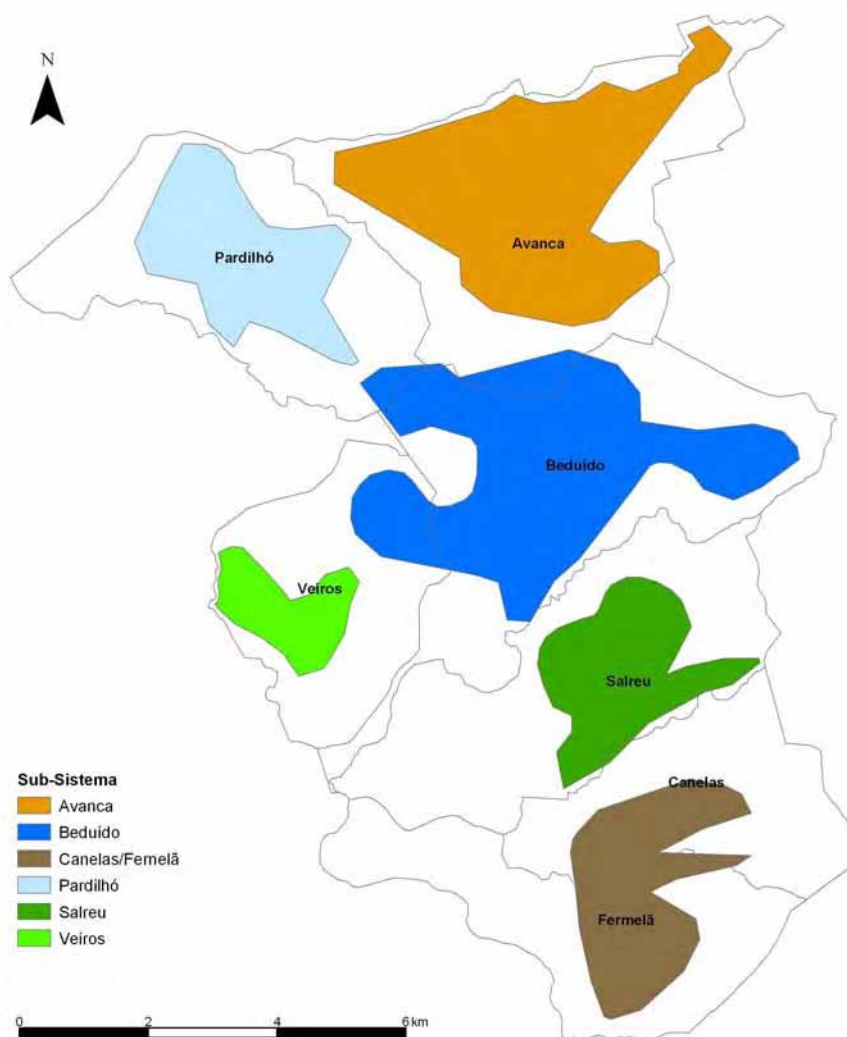 N
Avanca
Pardilhó
Beduído
Veiros
Salreu
Canelas
Fermelã
Sub-Sistema
Avanca
Beduído
Canelas/Fermelã
Pardilhó
Salreu
Veiros
0 2 4 6 km